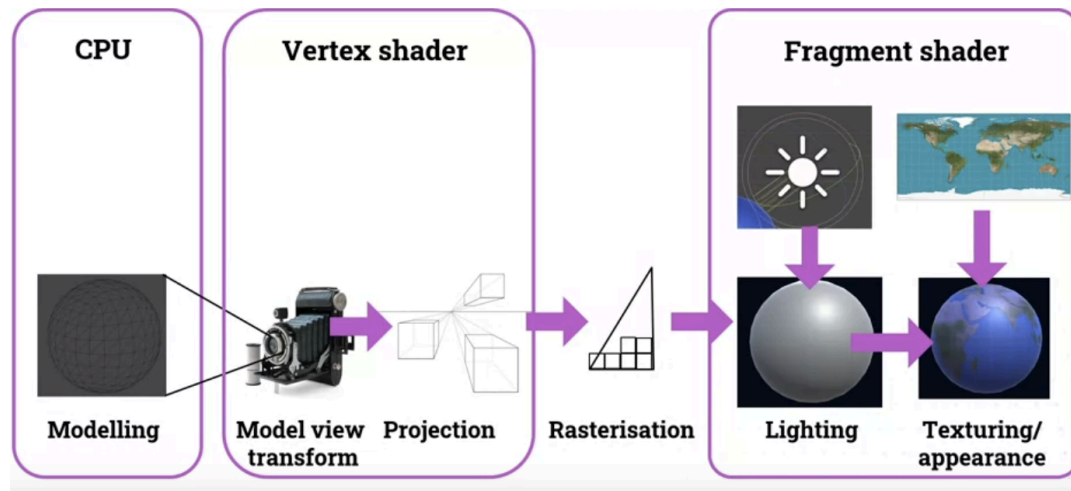 CPU
Vertex shader
Fragment shader
Modelling
Model view
transform
Projection
Rasterisation
Lighting
Texturing/
appearance